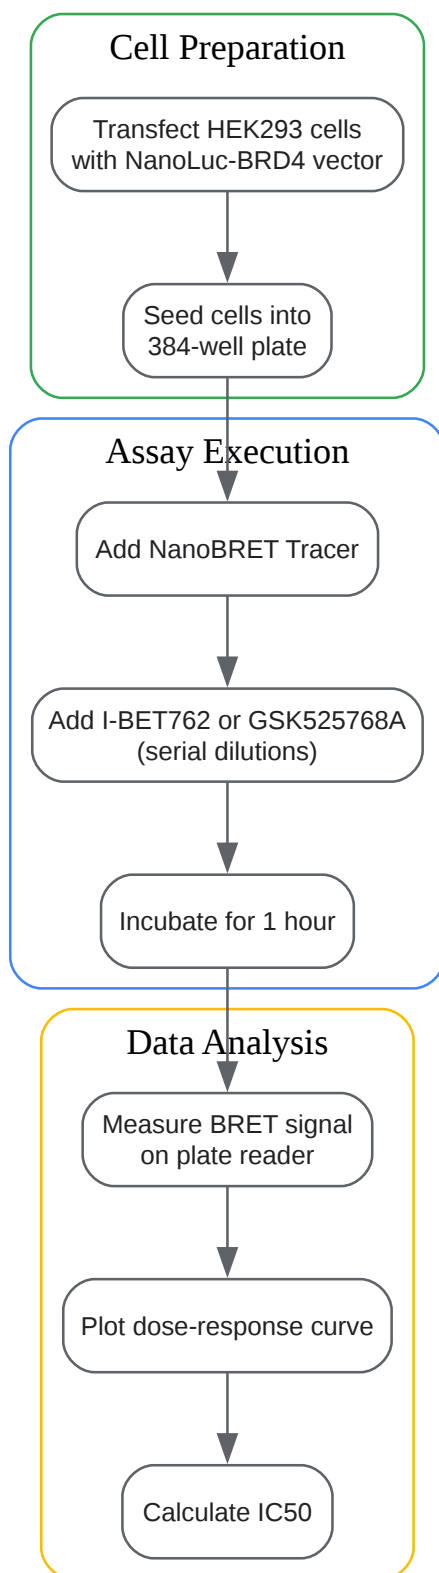 Cell Preparation
Transfect HEK293 cells
with NanoLuc-BRD4 vector
Seed cells into
384-well plate
Assay Execution
Add NanoBRET Tracer
Add I-BET762 or GSK525768A
(serial dilutions)
Incubate for 1 hour
Data Analysis
Measure BRET signal
on plate reader
Plot dose-response curve
Calculate IC50